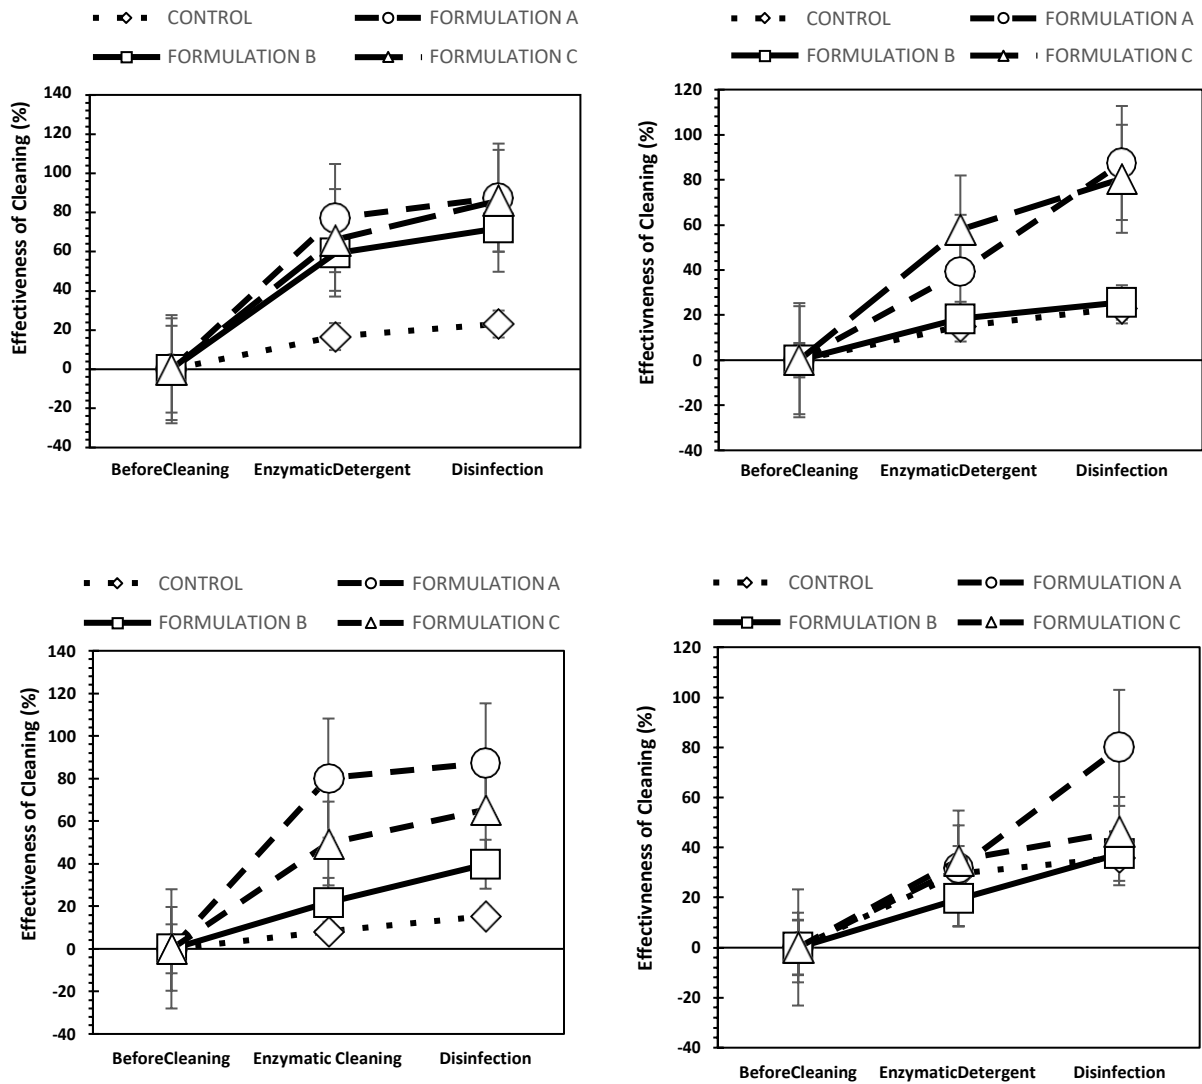 CONTROL
FORMULATION A
FORMULATION B
FORMULATION C
Effectiveness of Cleaning (%)
140
120
100
80
60
40
20
0
-20
-40
BeforeCleaning
EnzymaticDetergent
Disinfection
CONTROL
FORMULATION A
FORMULATION B
FORMULATION C
Effectivneness of Cleaning (%)
120
100
80
60
40
20
0
-20
-40
BeforeCleaning
EnzymaticDetergent
Disinfection
CONTROL
FORMULATION A
FORMULATION B
FORMULATION C
Effectiveness of Cleaning (%)
140
120
100
80
60
40
20
0
-20
-40
BeforeCleaning
Enzymatic Cleaning
Disinfection
CONTROL
FORMULATION A
FORMULATION B
FORMULATION C
Effectivneness of Cleaning (%)
120
100
80
60
40
20
0
-20
-40
BeforeCleaning
EnzymaticDetergent
Disinfection